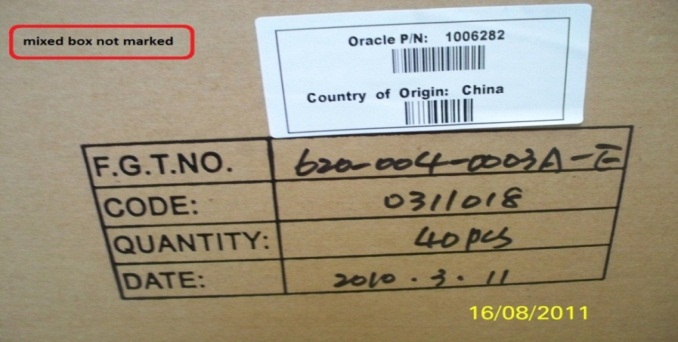 mixed box not marked
Oracle P/N: 1006282
Country of Origin: China
F.G.T.NO. 620-004-0003A-E
CODE: 0311018
QUANTITY: 40pcs
DATE: 2010.3.11
16/08/2011